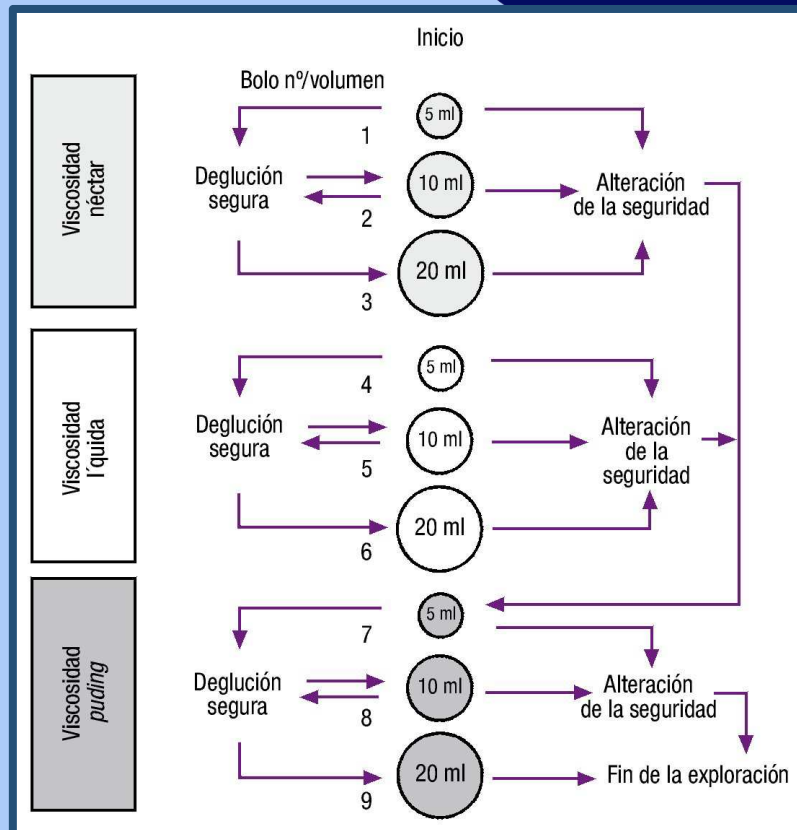 Inicio
Bolo nº/volumen
Viscosidad
néctar
1
5 ml
Deglución
segura
10 ml
2
Alteración
de la seguridad
20 ml
3
Viscosidad
l'quida
4
5 ml
Deglución
segura
10 ml
5
Alteración
de la
seguridad
20 ml
6
Viscosidad
puding
7
5 ml
Deglución
segura
10 ml
8
Alteración
de la seguridad
20 ml
9
Fin de la exploración